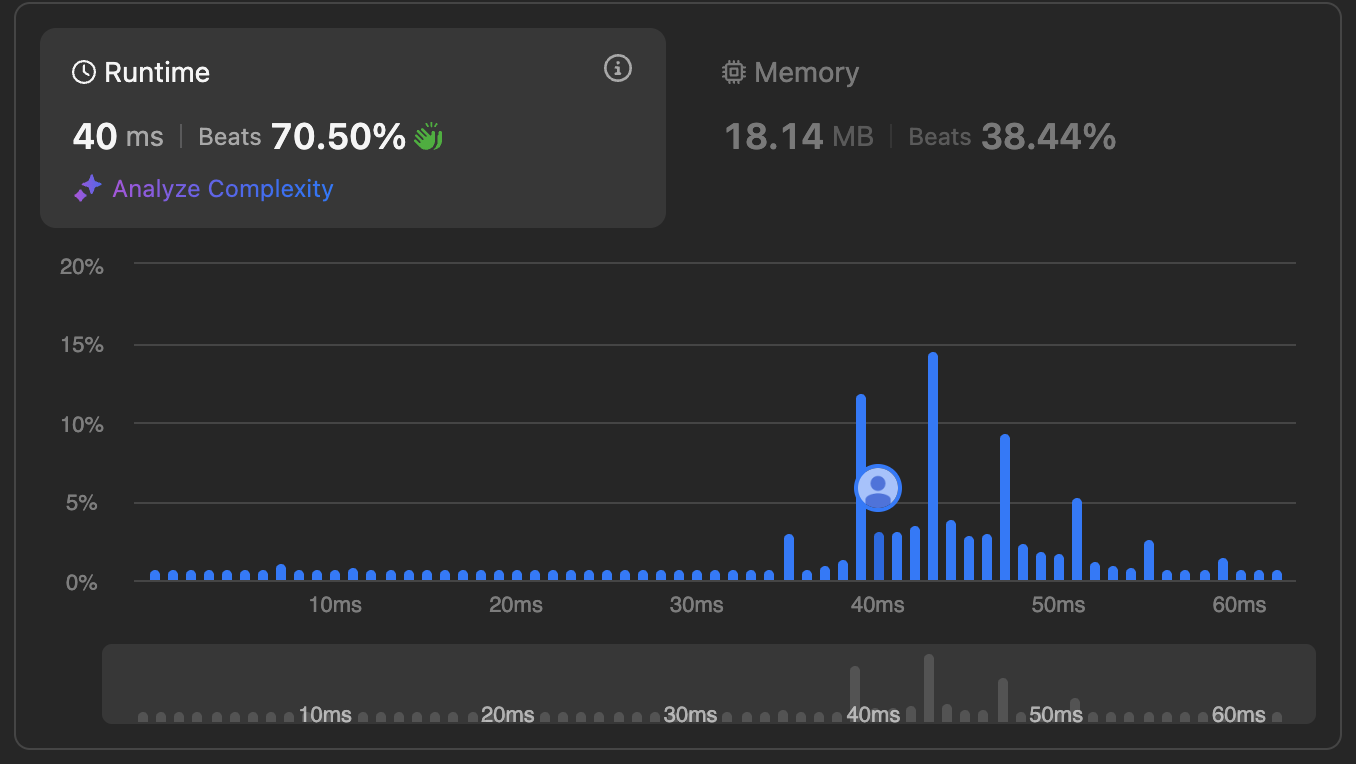 Runtime
40 ms | Beats 70.50%
Analyze Complexity
Memory
18.14 MB | Beats 38.44%
20%
15%
10%
5%
0%
10ms 20ms 30ms 40ms 50ms 60ms
10ms 20ms 30ms 40ms 50ms 60ms